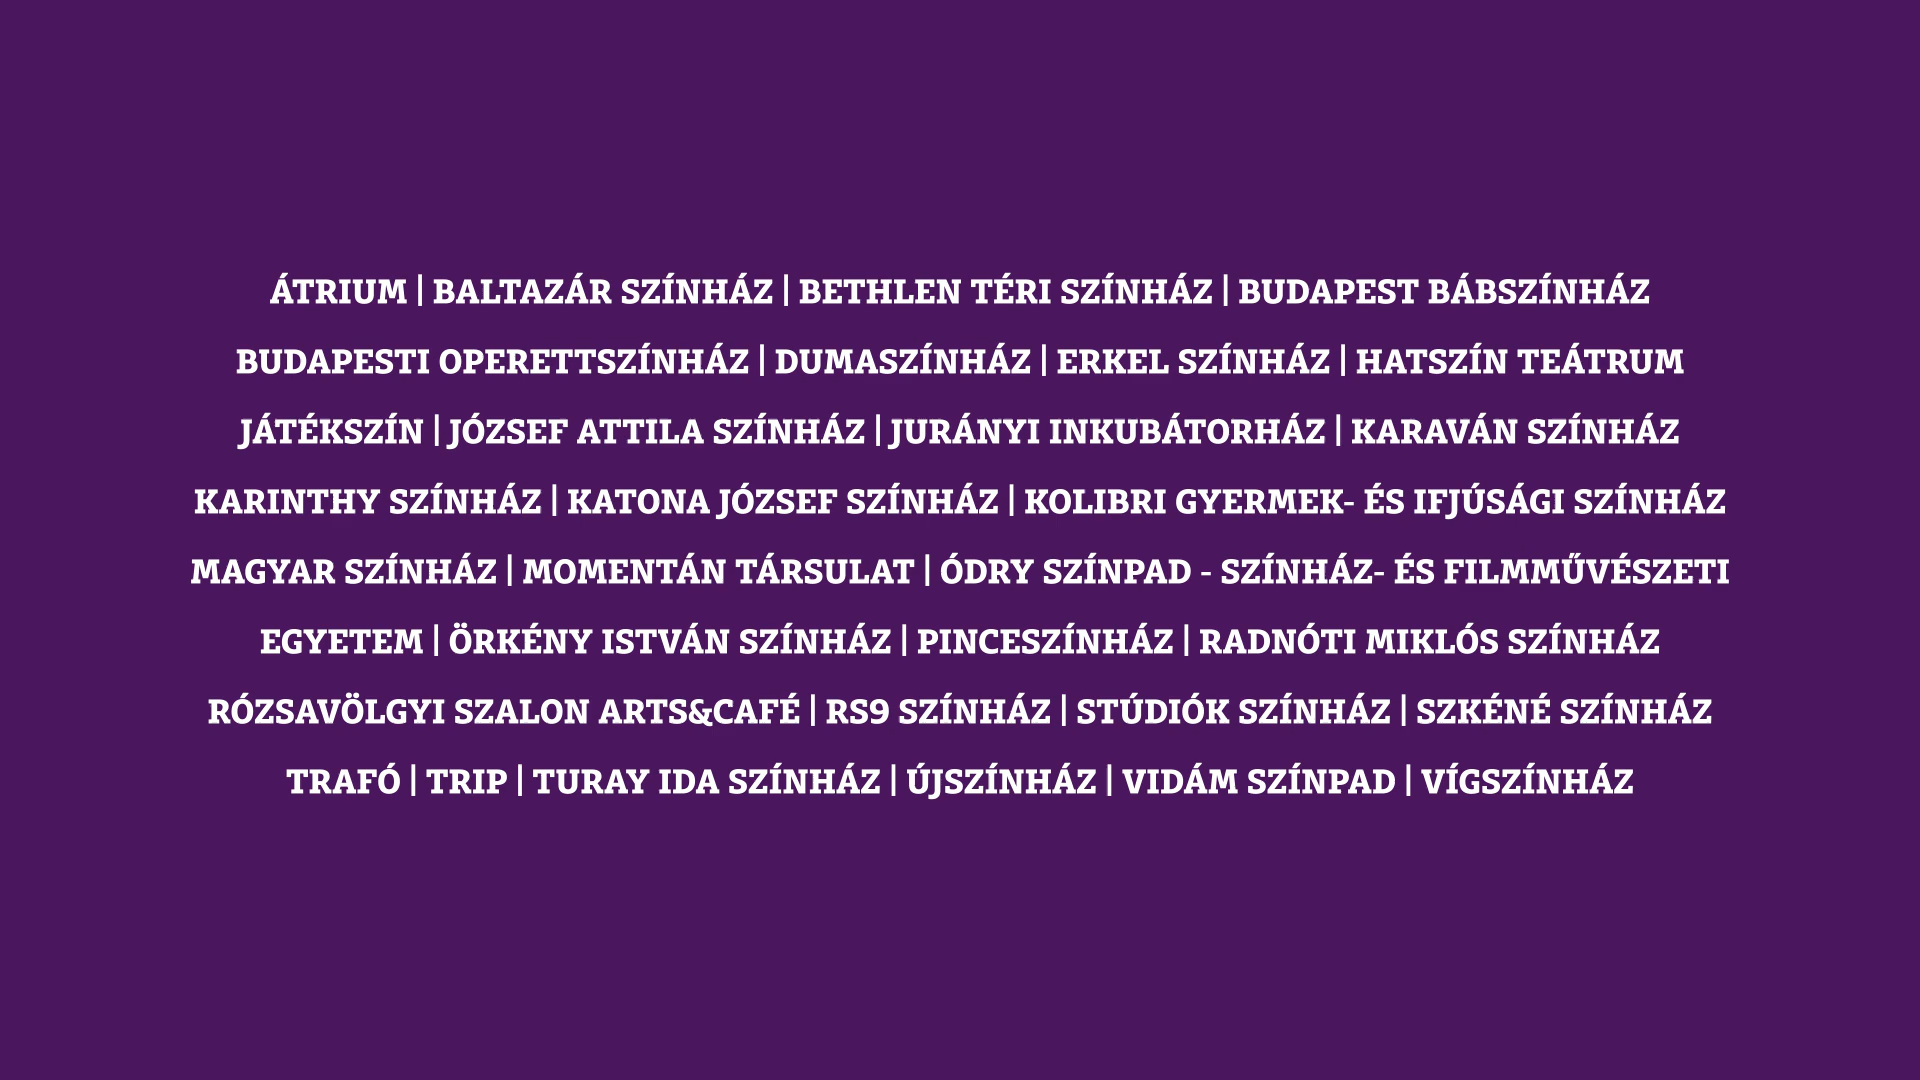 ÁTRIUM | BALTAZÁR SZÍNHÁZ | BETHLEN TÉRI SZÍNHÁZ | BUDAPEST BÁBSZÍNHÁZ
BUDAPESTI OPERETTSZÍNHÁZ | DUMASZÍNHÁZ | ERKEL SZÍNHÁZ | HATSZÍN TEÁTRUM
JÁTÉKSZÍN | JÓZSEF ATTILA SZÍNHÁZ | JURÁNYI INKUBÁTORHÁZ | KARAVÁN SZÍNHÁZ
KARINTHY SZÍNHÁZ | KATONA JÓZSEF SZÍNHÁZ | KOLIBRI GYERMEK- ÉS IFJÚSÁGI SZÍNHÁZ
MAGYAR SZÍNHÁZ | MOMENTÁN TÁRSULAT | ÓDRY SZÍNPAD - SZÍNHÁZ- ÉS FILMMŰVÉSZETI
EGYETEM | ÖRKÉNY ISTVÁN SZÍNHÁZ | PINCESZÍNHÁZ | RADNÓTI MIKLÓS SZÍNHÁZ
RÓZSAVÖLGYI SZALON ARTS&CAFÉ | RS9 SZÍNHÁZ | STÚDIÓK SZÍNHÁZ | SZKÉNÉ SZÍNHÁZ
TRAFÓ | TRIP | TURAY IDA SZÍNHÁZ | ÚJSZÍNHÁZ | VIDÁM SZÍNPAD | VÍGSZÍNHÁZ